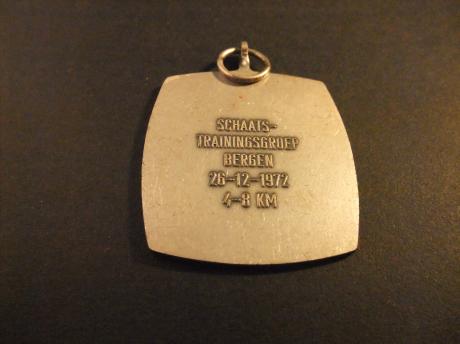 SCHAATS-
TRAININGSGROEP
BERGEN
26-12-1972
4-8 KM